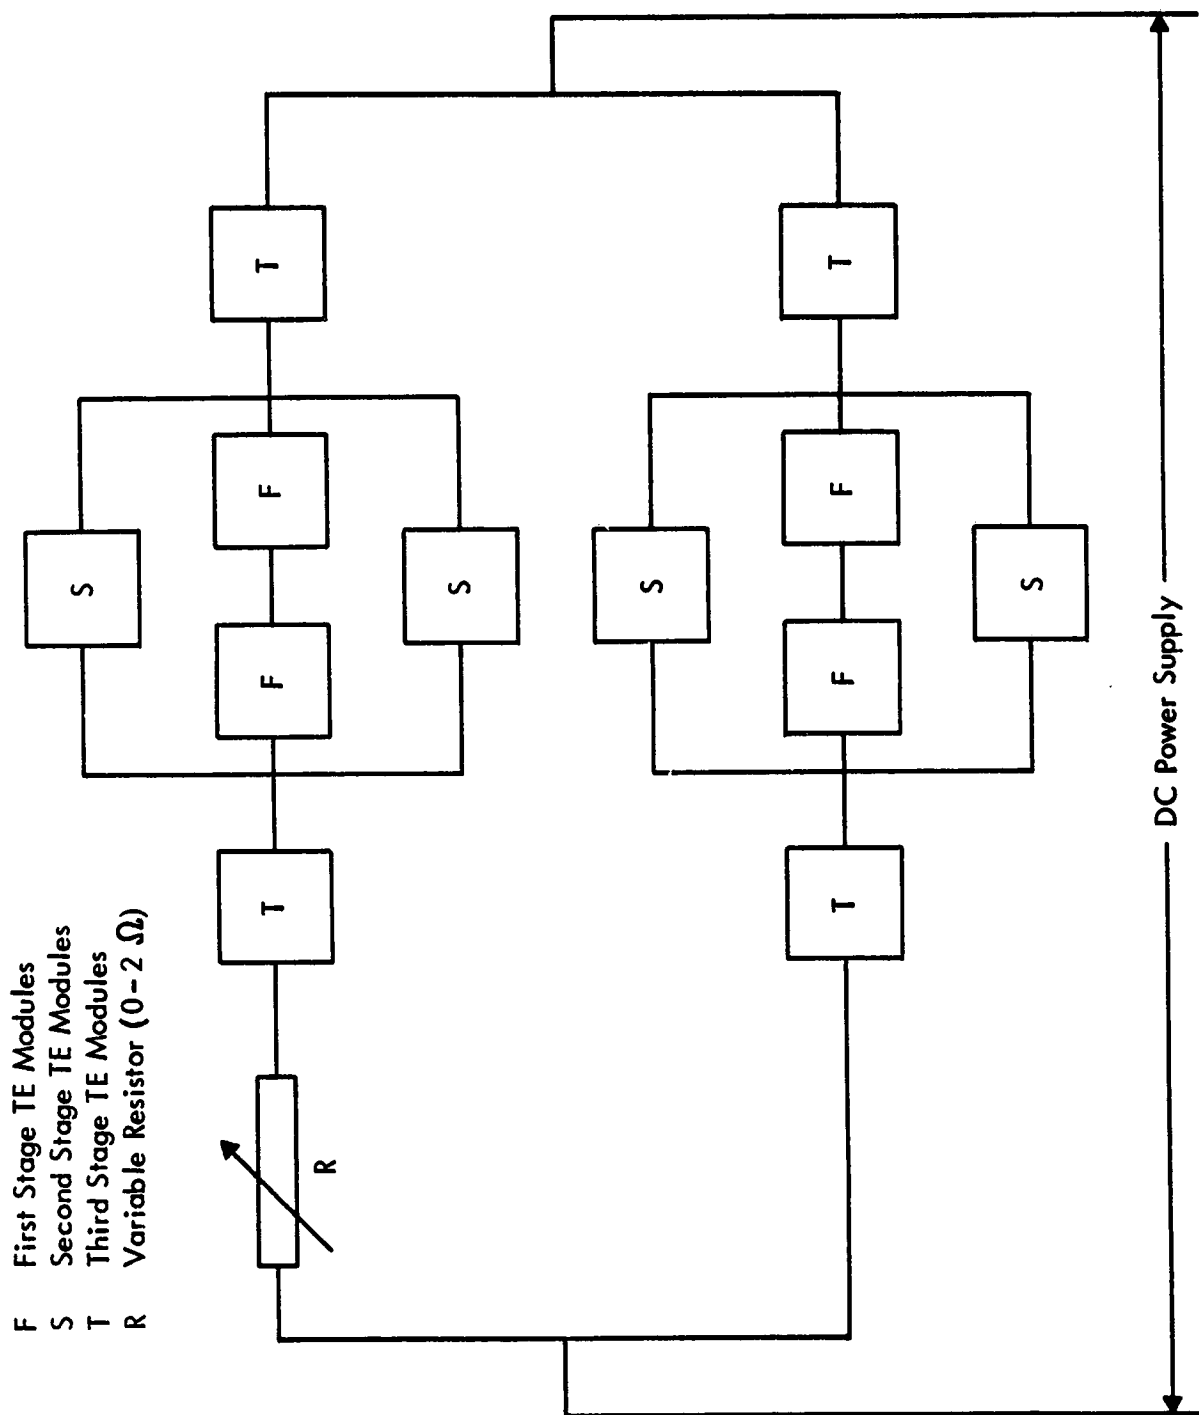 F First Stage TE Modules
S Second Stage TE Modules
T Third Stage TE Modules
R Variable Resistor (0-2 Ω)
R
T
T
S
F
F
S
S
F
F
S
T
T
DC Power Supply